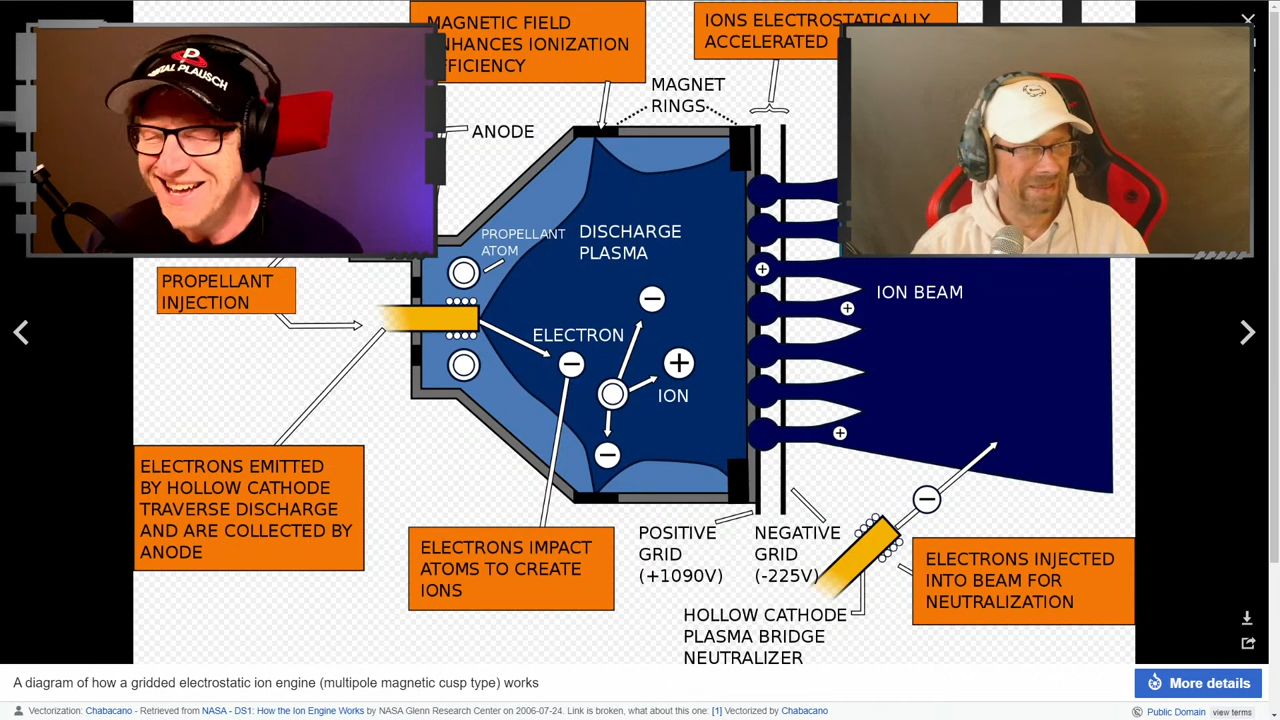 MAGNETIC FIELD
ENHANCES IONIZATION
EFFICIENCY
IONS ELECTROSTATICALLY
ACCELERATED
MAGNET
RINGS
ANODE
PROPELLANT
ATOM
DISCHARGE
PLASMA
PROPELLANT
INJECTION
ION BEAM
ELECTRON
ION
ELECTRONS EMITTED
BY HOLLOW CATHODE
TRAVERSE DISCHARGE
AND ARE COLLECTED BY
ANODE
ELECTRONS IMPACT
ATOMS TO CREATE
IONS
POSITIVE
GRID
(+1090V)
NEGATIVE
GRID
(-225V)
ELECTRONS INJECTED
INTO BEAM FOR
NEUTRALIZATION
HOLLOW CATHODE
PLASMA BRIDGE
NEUTRALIZER
A diagram of how a gridded electrostatic ion engine (multipole magnetic cusp type) works
More details
Vectorization: Chabacano - Retrieved from NASA - DS1: How the Ion Engine Works by NASA Glenn Research Center on 2006-07-24. Link is broken, what about this one: [1] Vectorized by Chabacano
Public Domain view terms